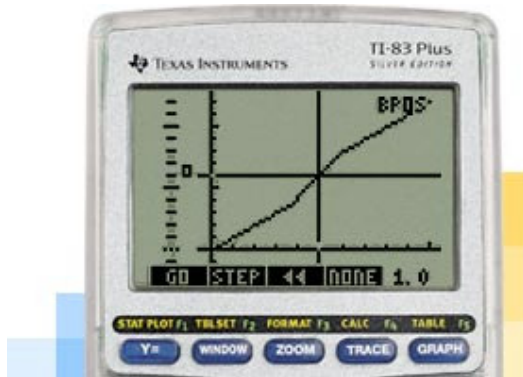 TI-83 Plus
TEXAS INSTRUMENTS SILVER EDITION
BPQS
0
GO STEP ◄◄ NONE 1.0
STAT PLOT F1 TBLSET F2 FORMAT F3 CALC F4 TABLE F5
Y= WINDOW ZOOM TRACE GRAPH